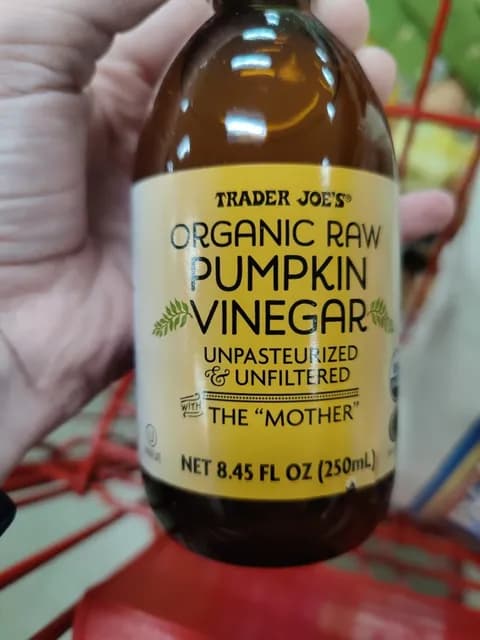 TRADER JOE'S®
ORGANIC RAW
PUMPKIN
VINEGAR
UNPASTEURIZED
& UNFILTERED
WITH THE "MOTHER"
NET 8.45 FL OZ (250mL)